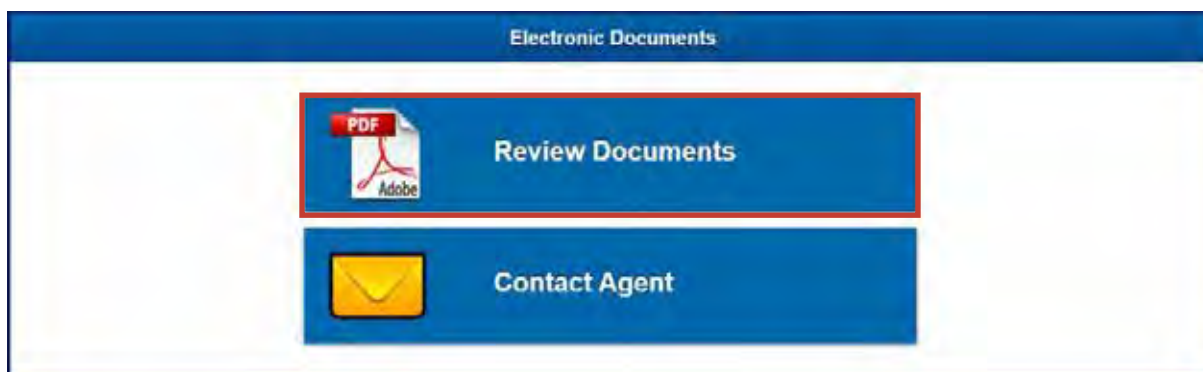 Electronic Documents
PDF
Adobe
Review Documents
Contact Agent